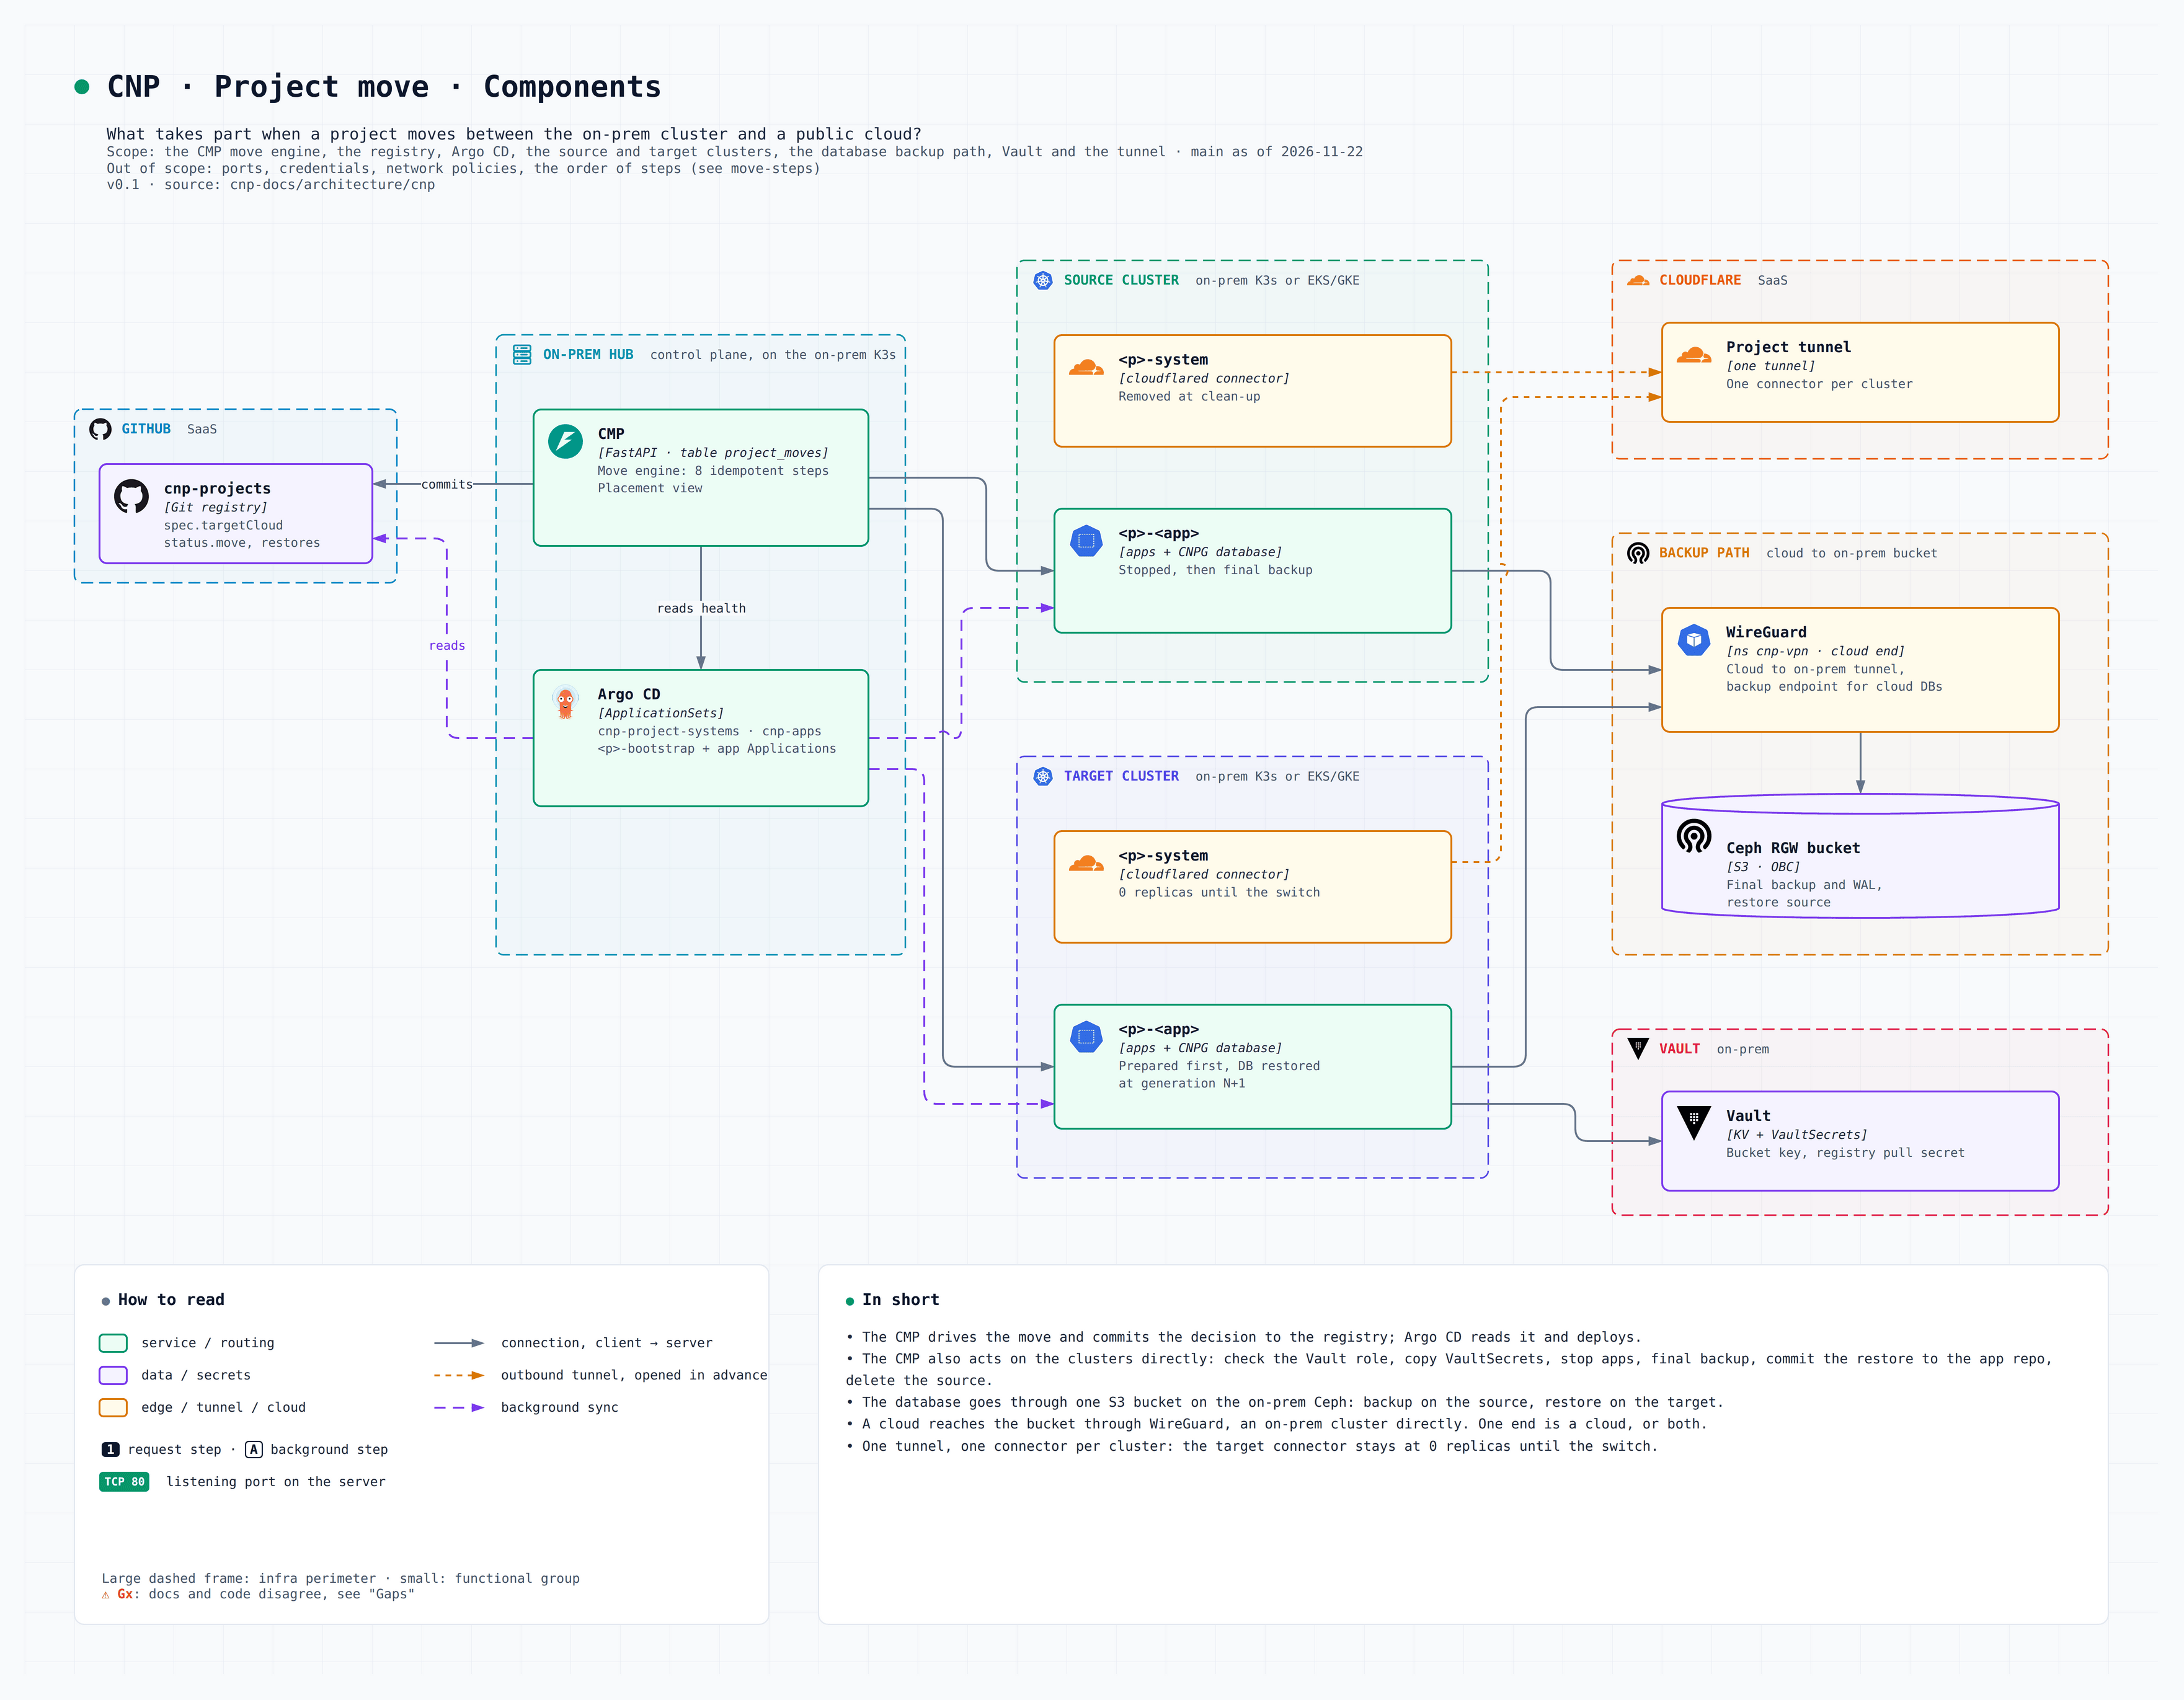 CNP · Project move · Components
What takes part when a project moves between the on-prem cluster and a public cloud?
Scope: the CMP move engine, the registry, Argo CD, the source and target clusters, the database backup path, Vault and the tunnel · main as of 2026-11-22
Out of scope: ports, credentials, network policies, the order of steps (see move-steps)
v0.1 · source: cnp-docs/architecture/cnp
GITHUB SaaS
cnp-projects
[Git registry]
spec.targetCloud
status.move, restores
commits
reads
ON-PREM HUB control plane, on the on-prem K3s
CMP
[FastAPI · table project_moves]
Move engine: 8 idempotent steps
Placement view
reads health
Argo CD
[ApplicationSets]
cnp-project-systems · cnp-apps
<p>-bootstrap + app Applications
SOURCE CLUSTER on-prem K3s or EKS/GKE
<p>-system
[cloudflared connector]
Removed at clean-up
<p>-<app>
[apps + CNPG database]
Stopped, then final backup
TARGET CLUSTER on-prem K3s or EKS/GKE
<p>-system
[cloudflared connector]
0 replicas until the switch
<p>-<app>
[apps + CNPG database]
Prepared first, DB restored
at generation N+1
CLOUDFLARE SaaS
Project tunnel
[one tunnel]
One connector per cluster
BACKUP PATH cloud to on-prem bucket
WireGuard
[ns cnp-vpn · cloud end]
Cloud to on-prem tunnel,
backup endpoint for cloud DBs
Ceph RGW bucket
[S3 · OBC]
Final backup and WAL,
restore source
VAULT on-prem
Vault
[KV + VaultSecrets]
Bucket key, registry pull secret
How to read
service / routing
data / secrets
edge / tunnel / cloud
connection, client → server
outbound tunnel, opened in advance
background sync
1 request step · A background step
TCP 80 listening port on the server
Large dashed frame: infra perimeter · small: functional group
⚠ Gx: docs and code disagree, see "Gaps"
In short
• The CMP drives the move and commits the decision to the registry; Argo CD reads it and deploys.
• The CMP also acts on the clusters directly: check the Vault role, copy VaultSecrets, stop apps, final backup, commit the restore to the app repo,
delete the source.
• The database goes through one S3 bucket on the on-prem Ceph: backup on the source, restore on the target.
• A cloud reaches the bucket through WireGuard, an on-prem cluster directly. One end is a cloud, or both.
• One tunnel, one connector per cluster: the target connector stays at 0 replicas until the switch.